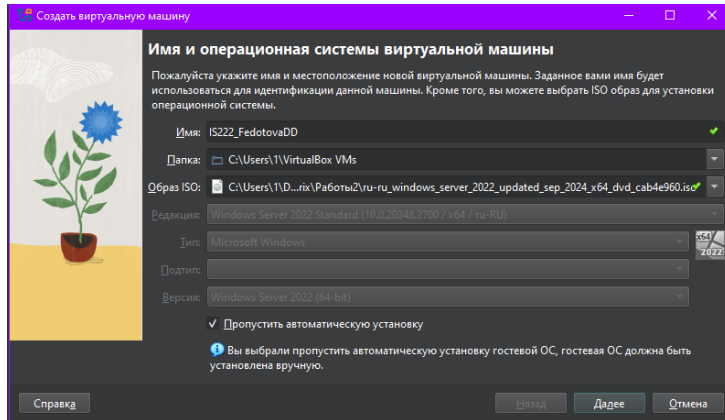 Создать виртуальную машину
Имя и операционная системы виртуальной машины
Пожалуйста укажите имя и местоположение новой виртуальной машины. Заданное вами имя будет
использоваться для идентификации данной машины. Кроме того, вы можете выбрать ISO образ для установки
операционной системы.
Имя: IS222_FedotovaDD
Папка: C:\Users\1\VirtualBox VMs
Образ ISO: C:\Users\1\D...rix\Работы2\ru-ru_windows_server_2022_updated_sep_2024_x64_dvd_cab4e960.iso
Редакция: Windows Server 2022 Standard (10.0.20348.2700 / x64 / ru-RU)
Тип: Microsoft Windows
x64
2022
Подтип:
Версия: Windows Server 2022 (64-bit)
Пропустить автоматическую установку
Вы выбрали пропустить автоматическую установку гостевой ОС, гостевая ОС должна быть
установлена вручную.
Справка Назад Далее Отмена